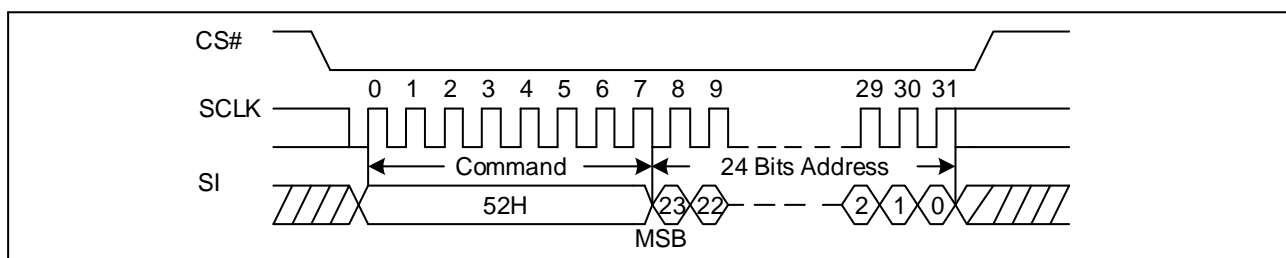 CS#
0 1 2 3 4 5 6 7 8 9 29 30 31
SCLK
Command 24 Bits Address
SI
52H 23 22 2 1 0
MSB